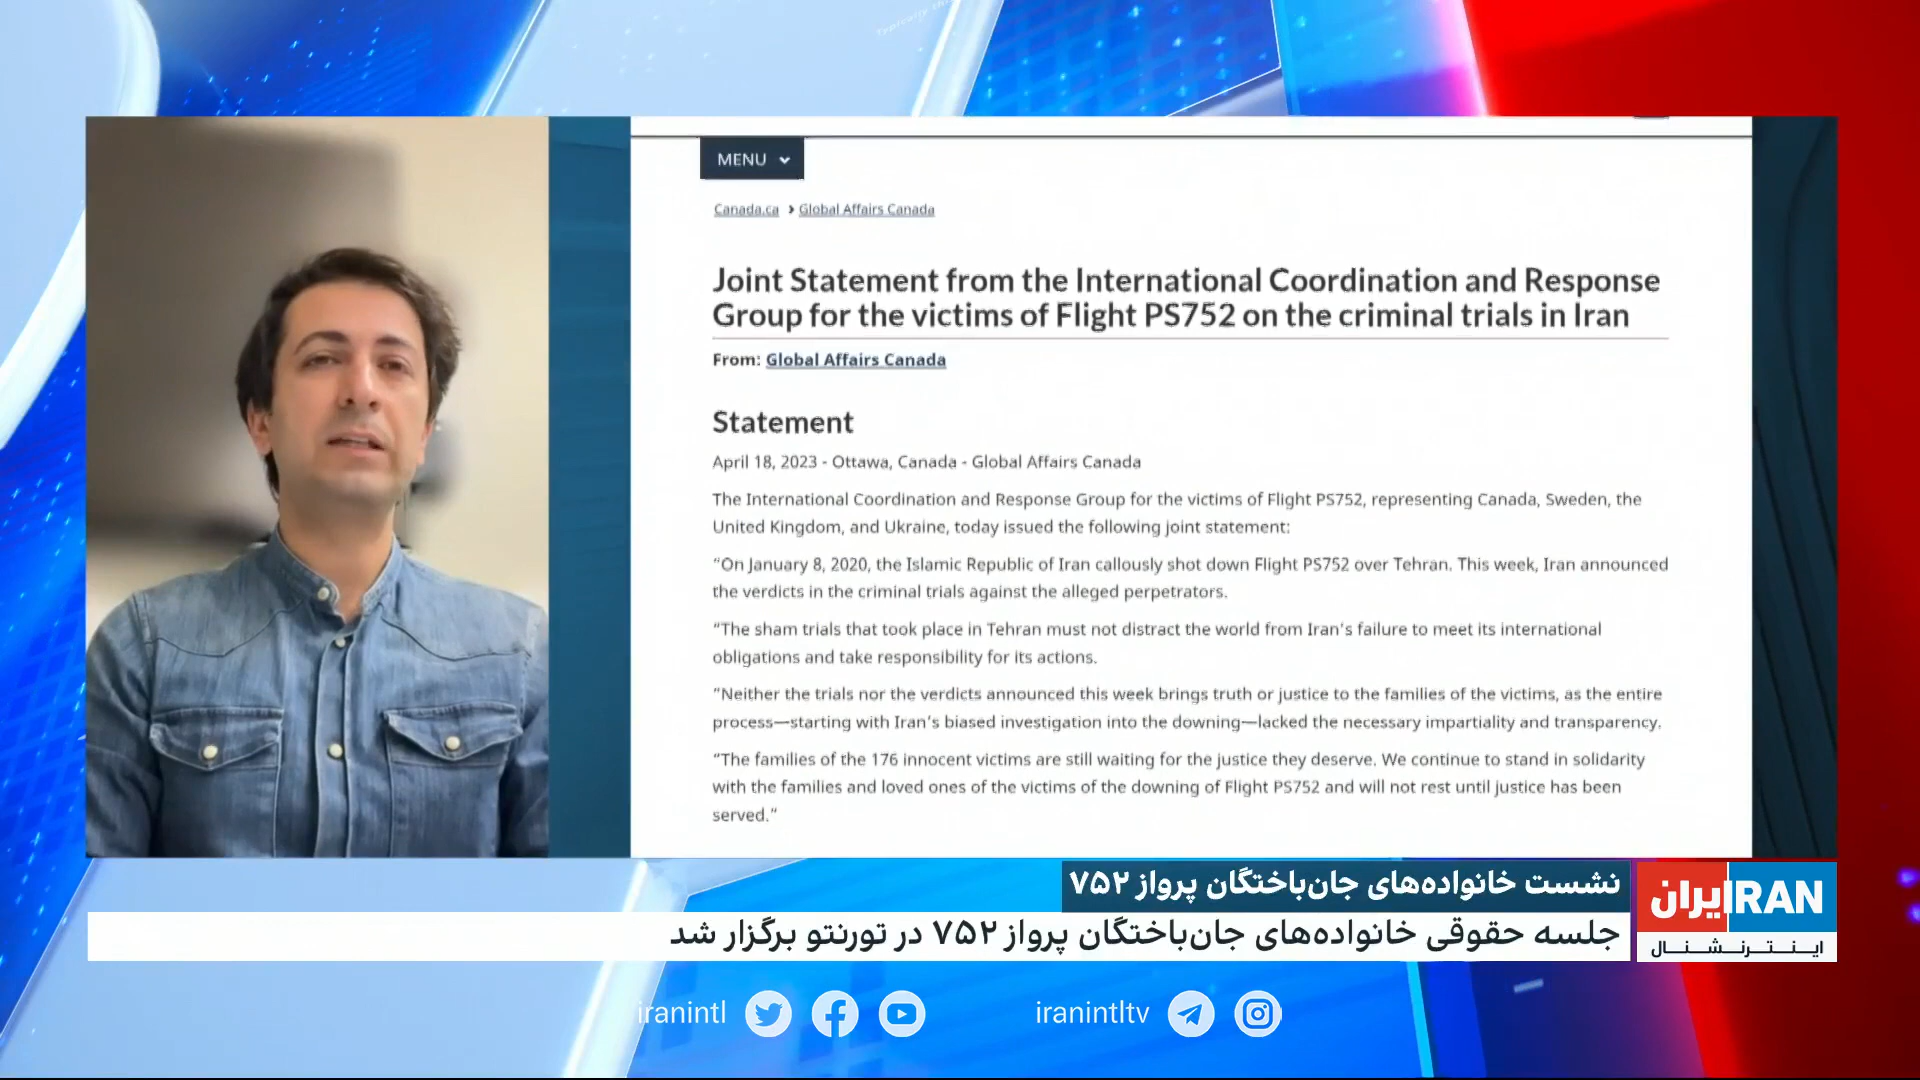 MENU
Canada.ca > Global Affairs Canada
Joint Statement from the International Coordination and Response
Group for the victims of Flight PS752 on the criminal trials in Iran
From: Global Affairs Canada
Statement
April 18, 2023 - Ottawa, Canada - Global Affairs Canada
The International Coordination and Response Group for the victims of Flight PS752, representing Canada, Sweden, the
United Kingdom, and Ukraine, today issued the following joint statement:
“On January 8, 2020, the Islamic Republic of Iran callously shot down Flight PS752 over Tehran. This week, Iran announced
the verdicts in the criminal trials against the alleged perpetrators.
“The sham trials that took place in Tehran must not distract the world from Iran’s failure to meet its international
obligations and take responsibility for its actions.
“Neither the trials nor the verdicts announced this week brings truth or justice to the families of the victims, as the entire
process—starting with Iran’s biased investigation into the downing—lacked the necessary impartiality and transparency.
“The families of the 176 innocent victims are still waiting for the justice they deserve. We continue to stand in solidarity
with the families and loved ones of the victims of the downing of Flight PS752 and will not rest until justice has been
served.”
نشست خانواده‌های جان‌باختگان پرواز ۷۵۲
جلسه حقوقی خانواده‌های جان‌باختگان پرواز ۷۵۲ در تورنتو برگزار شد
ایران IRAN
اینترنشنال
iranintl
iranintltv